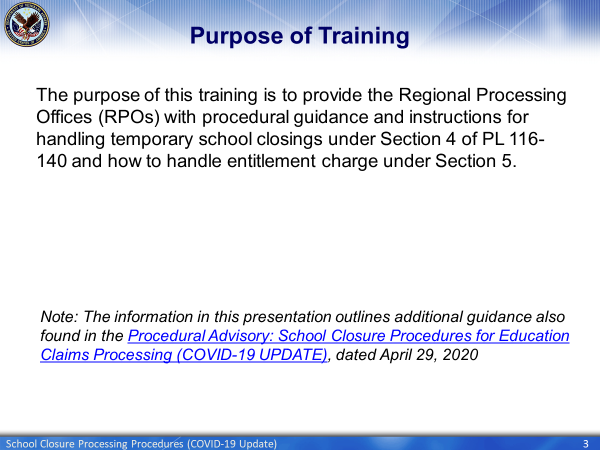 Purpose of Training
The purpose of this training is to provide the Regional Processing
Offices (RPOs) with procedural guidance and instructions for
handling temporary school closings under Section 4 of PL 116-
140 and how to handle entitlement charge under Section 5.
Note: The information in this presentation outlines additional guidance also
found in the Procedural Advisory: School Closure Procedures for Education
Claims Processing (COVID-19 UPDATE), dated April 29, 2020
School Closure Processing Procedures (COVID-19 Update)
3